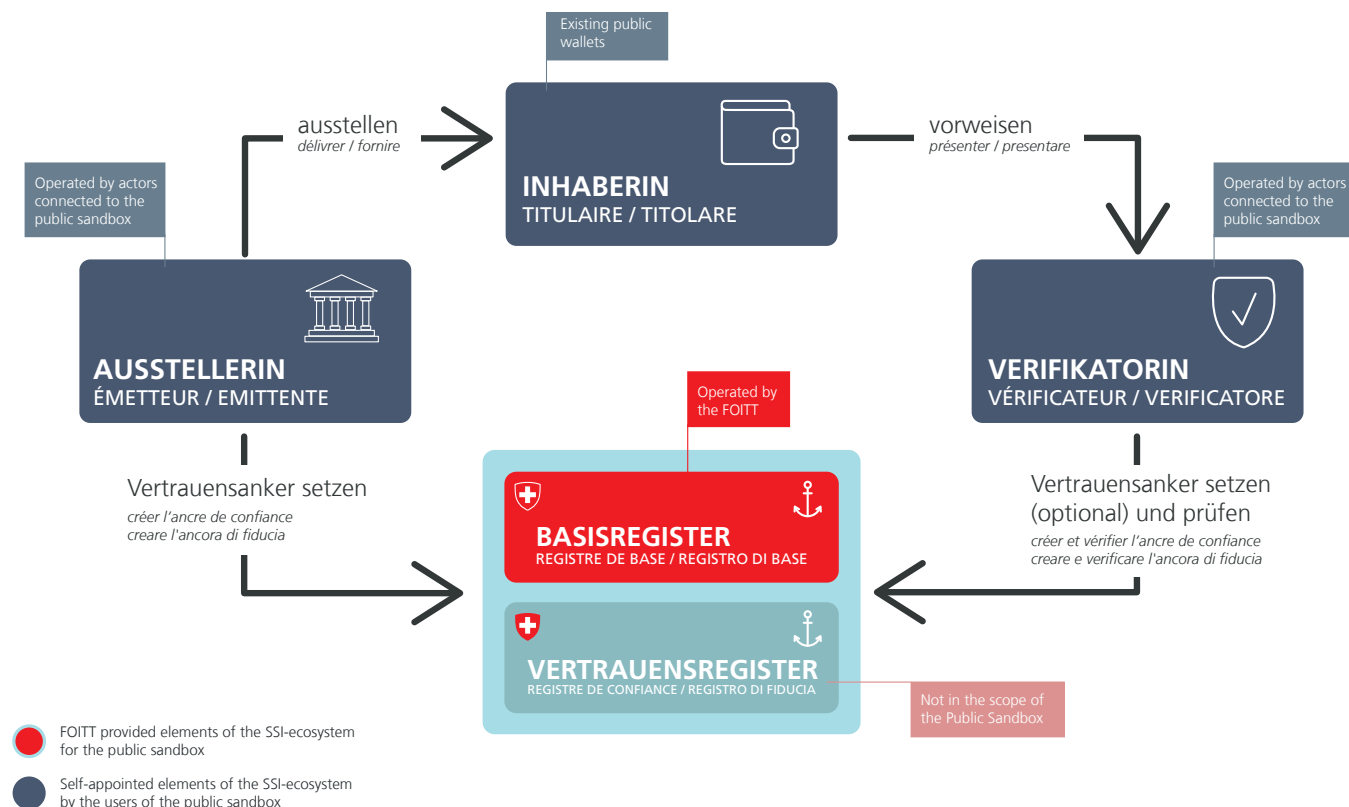 Existing public
wallets
ausstellen
délivrer / fornire
vorweisen
présenter / presentare
INHABERIN
TITULAIRE / TITOLARE
Operated by actors
connected to the
public sandbox
Operated by actors
connected to the
public sandbox
AUSSTELLERIN
ÉMETTEUR / EMITTENTE
VERIFIKATORIN
VÉRIFICATEUR / VERIFICATORE
Operated by
the FOITT
Vertrauensanker setzen
créer l’ancre de confiance
creare l'ancora di fiducia
Vertrauensanker setzen
(optional) und prüfen
créer et vérifier l’ancre de confiance
creare e verificare l'ancora di fiducia
BASISREGISTER
REGISTRE DE BASE / REGISTRO DI BASE
VERTRAUENSREGISTER
REGISTRE DE CONFIANCE / REGISTRO DI FIDUCIA
Not in the scope of
the Public Sandbox
FOITT provided elements of the SSI-ecosystem
for the public sandbox
Self-appointed elements of the SSI-ecosystem
by the users of the public sandbox